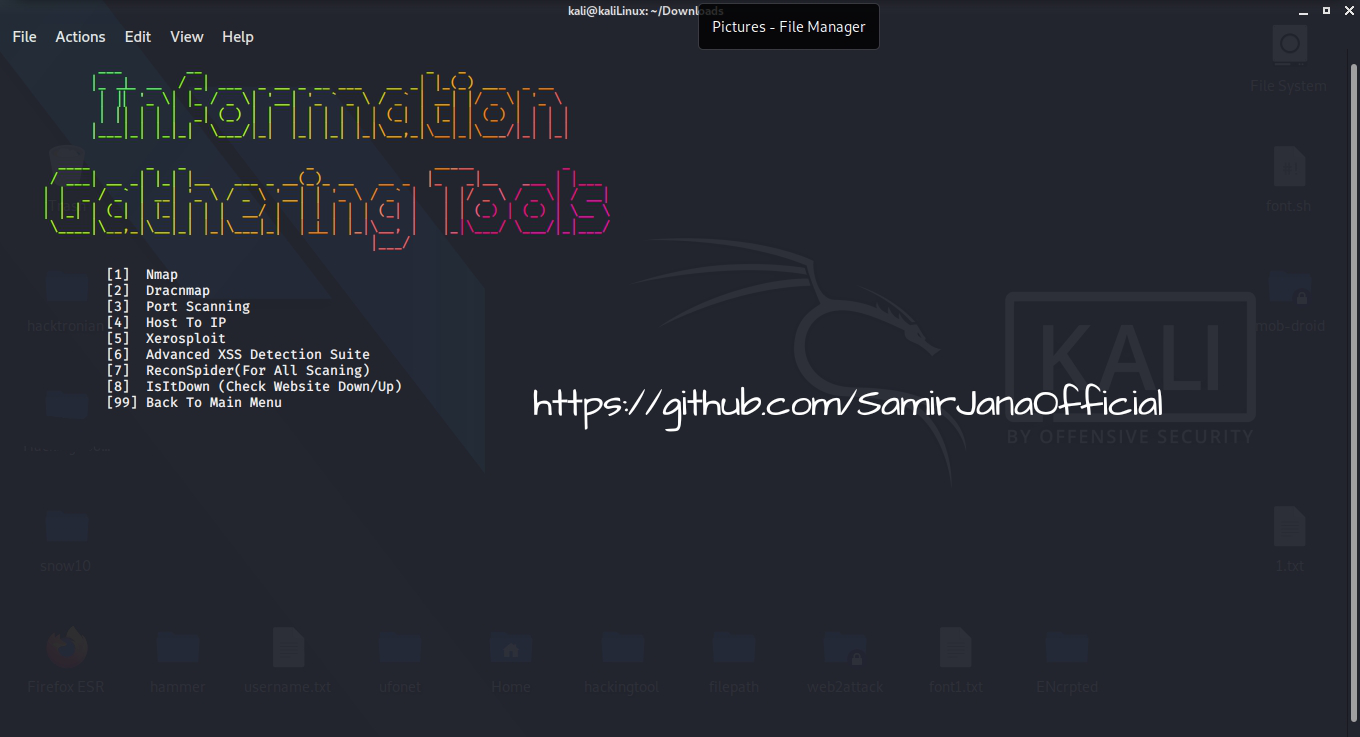 kali@kaliLinux: ~/Downloads
Pictures - File Manager
File Actions Edit View Help
File System
Information
font.sh
Gathering Tools
[1] Nmap
[2] Dracnmap
[3] Port Scanning
[4] Host To IP
[5] Xerosploit
[6] Advanced XSS Detection Suite
[7] ReconSpider(For All Scaning)
[8] IsItDown (Check Website Down/Up)
[99] Back To Main Menu
hacktronian
mob-droid
KALI
https://github.com/SamirJanaOfficial
BY OFFENSIVE SECURITY
snow10
1.txt
Firefox ESR hammer username.txt ufonet Home hackingtool filepath web2attack font1.txt ENcrpted